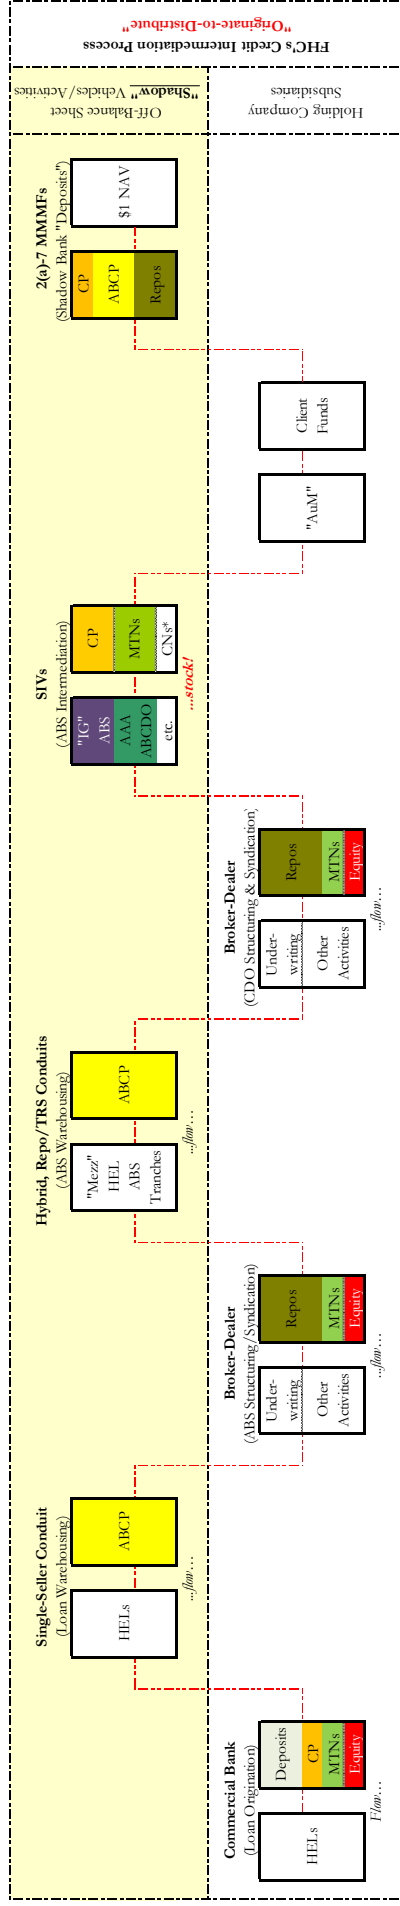 FHC's Credit Intermediation Process
"Originate-to-Distribute"
Off-Balance Sheet
"Shadow" Vehicles/Activities
Holding Company
Subsidiaries
Commercial Bank
(Loan Origination)
HELs
Deposits
CP
MTNs
Equity
Flow…
Single-Seller Conduit
(Loan Warehousing)
HELs
ABCP
...flow…
Broker-Dealer
(ABS Structuring/Syndication)
Under-
writing
Other
Activities
Repos
MTNs
Equity
...flow…
Hybrid, Repo/TRS Conduits
(ABS Warehousing)
"Mezz"
HEL
ABS
Tranches
ABCP
...flow…
Broker-Dealer
(CDO Structuring & Syndication)
Under-
writing
Other
Activities
Repos
MTNs
Equity
...flow…
SIVs
(ABS Intermediation)
"IG"
ABS
AAA
ABCDO
etc.
CP
MTNs
CNs*
...stock!
"AuM"
Client
Funds
2(a)-7 MMMFs
(Shadow Bank "Deposits")
CP
ABCP
Repos
$1 NAV